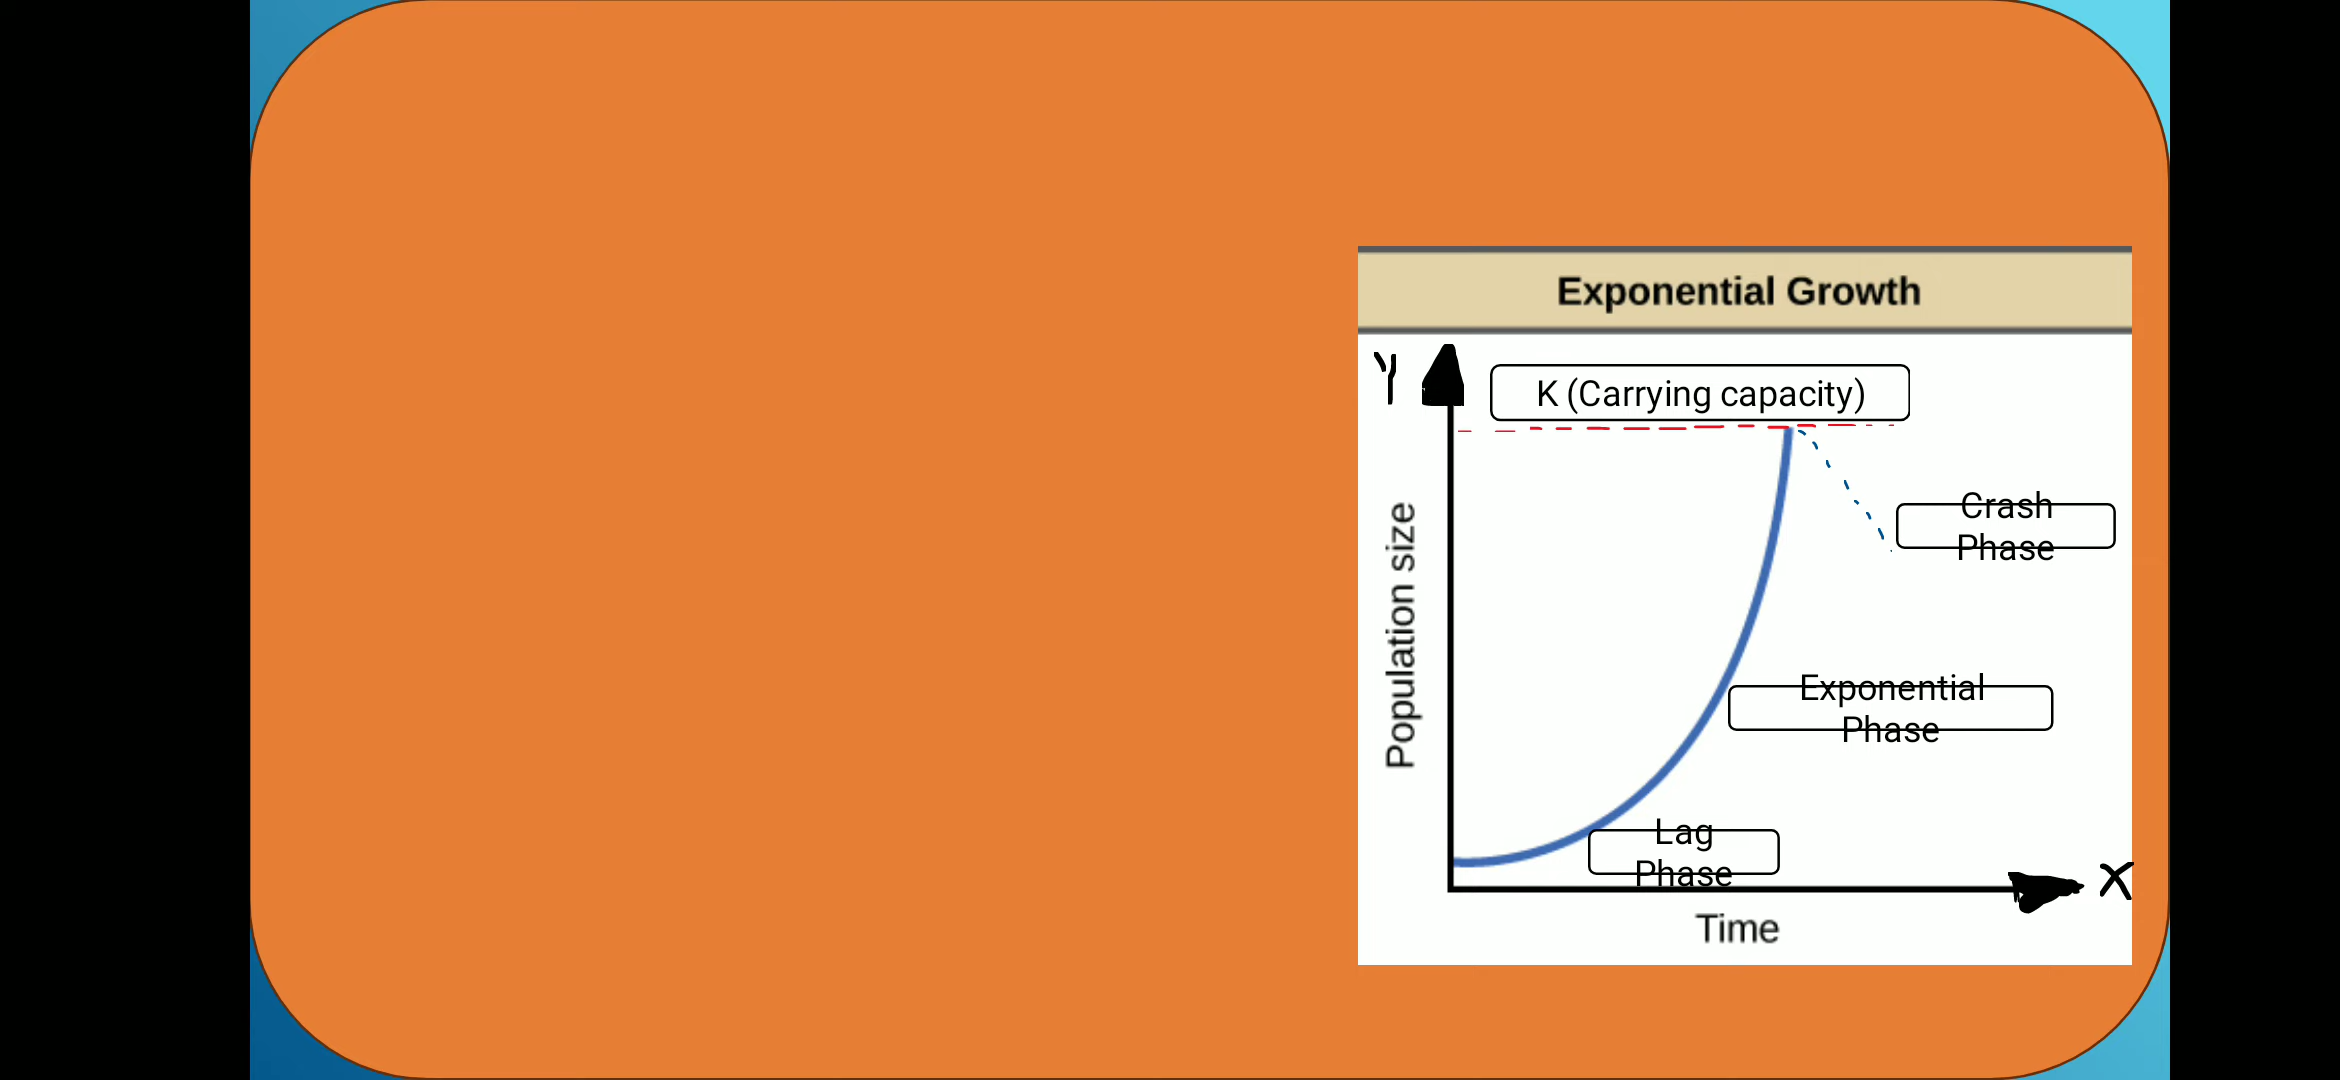 Exponential Growth
Y
K (Carrying capacity)
Crash
Phase
Population size
Exponential
Phase
Lag
Phase
X
Time